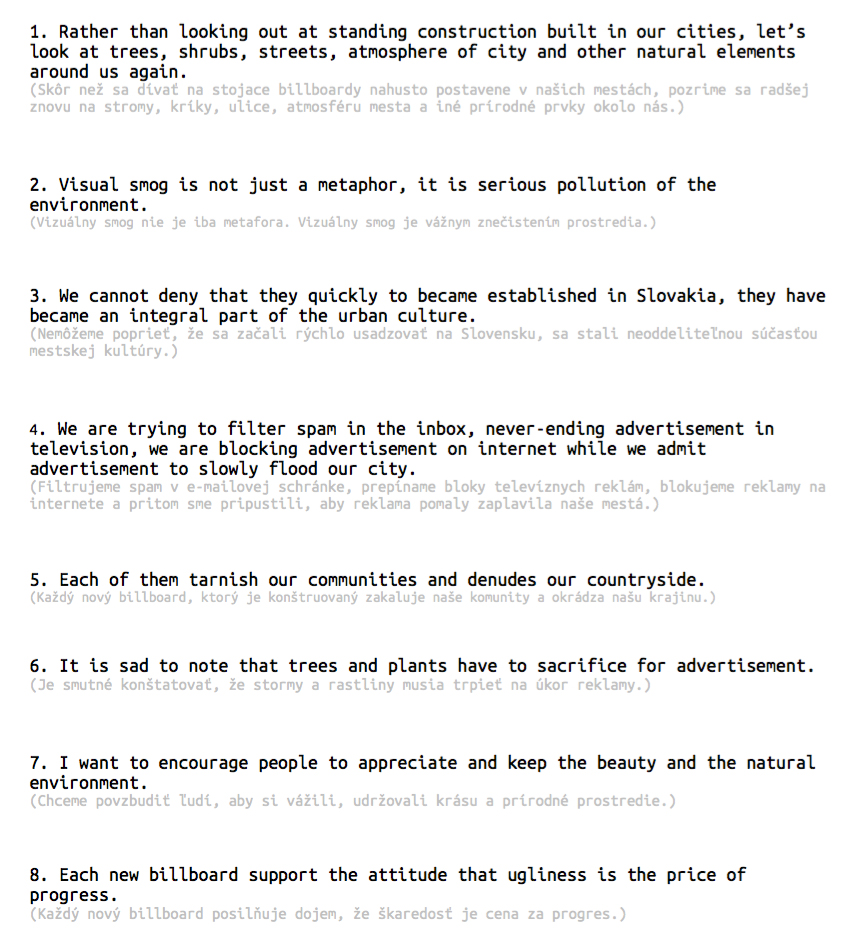 1. Rather than looking out at standing construction built in our cities, let’s
look at trees, shrubs, streets, atmosphere of city and other natural elements
around us again.
(Skôr než sa dívať na stojace billboardy nahusto postavene v našich mestách, pozrime sa radšej
znovu na stromy, kríky, ulice, atmosféru mesta a iné prírodné prvky okolo nás.)
2. Visual smog is not just a metaphor, it is serious pollution of the
environment.
(Vizuálny smog nie je iba metafora. Vizuálny smog je vážnym znečistením prostredia.)
3. We cannot deny that they quickly to became established in Slovakia, they have
became an integral part of the urban culture.
(Nemôžeme poprieť, že sa začali rýchlo usadzovať na Slovensku, sa stali neoddeliteľnou súčasťou
mestskej kultúry.)
4. We are trying to filter spam in the inbox, never-ending advertisement in
television, we are blocking advertisement on internet while we admit
advertisement to slowly flood our city.
(Filtrujeme spam v e-mailovej schránke, prepíname bloky televíznych reklám, blokujeme reklamy na
internete a pritom sme pripustili, aby reklama pomaly zaplavila naše mestá.)
5. Each of them tarnish our communities and denudes our countryside.
(Každý nový billboard, ktorý je konštruovaný zakaluje naše komunity a okrádza našu krajinu.)
6. It is sad to note that trees and plants have to sacrifice for advertisement.
(Je smutné konštatovať, že stormy a rastliny musia trpieť na úkor reklamy.)
7. I want to encourage people to appreciate and keep the beauty and the natural
environment.
(Chceme povzbudiť ľudí, aby si vážili, udržovali krásu a prírodné prostredie.)
8. Each new billboard support the attitude that ugliness is the price of
progress.
(Každý nový billboard posilňuje dojem, že škaredosť je cena za progres.)